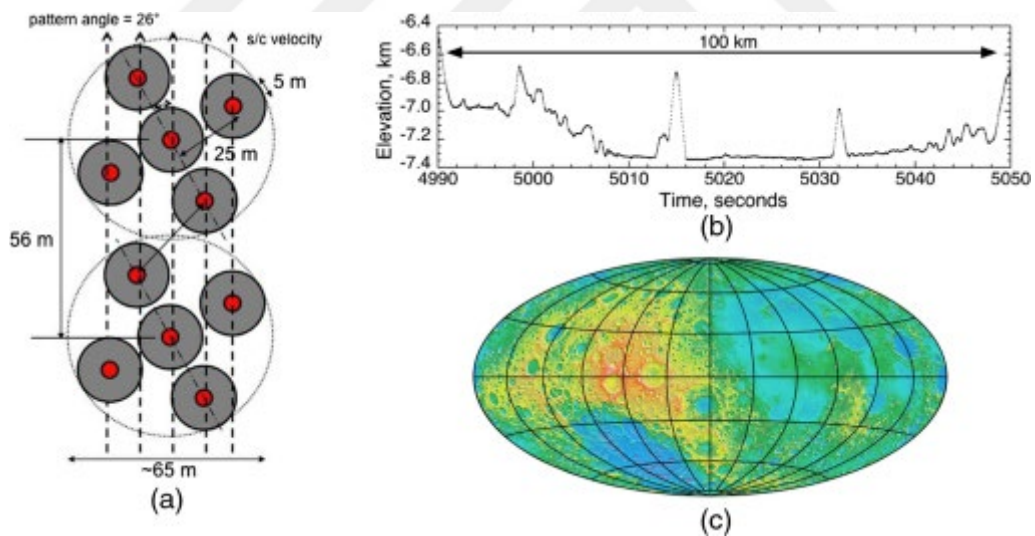 pattern angle = 26°
s/c velocity
5 m
25 m
56 m
~65 m
(a)
Elevation, km
-6.4
-6.6
-6.8
-7.0
-7.2
-7.4
100 km
4990 5000 5010 5020 5030 5040 5050
Time, seconds
(b)
(c)